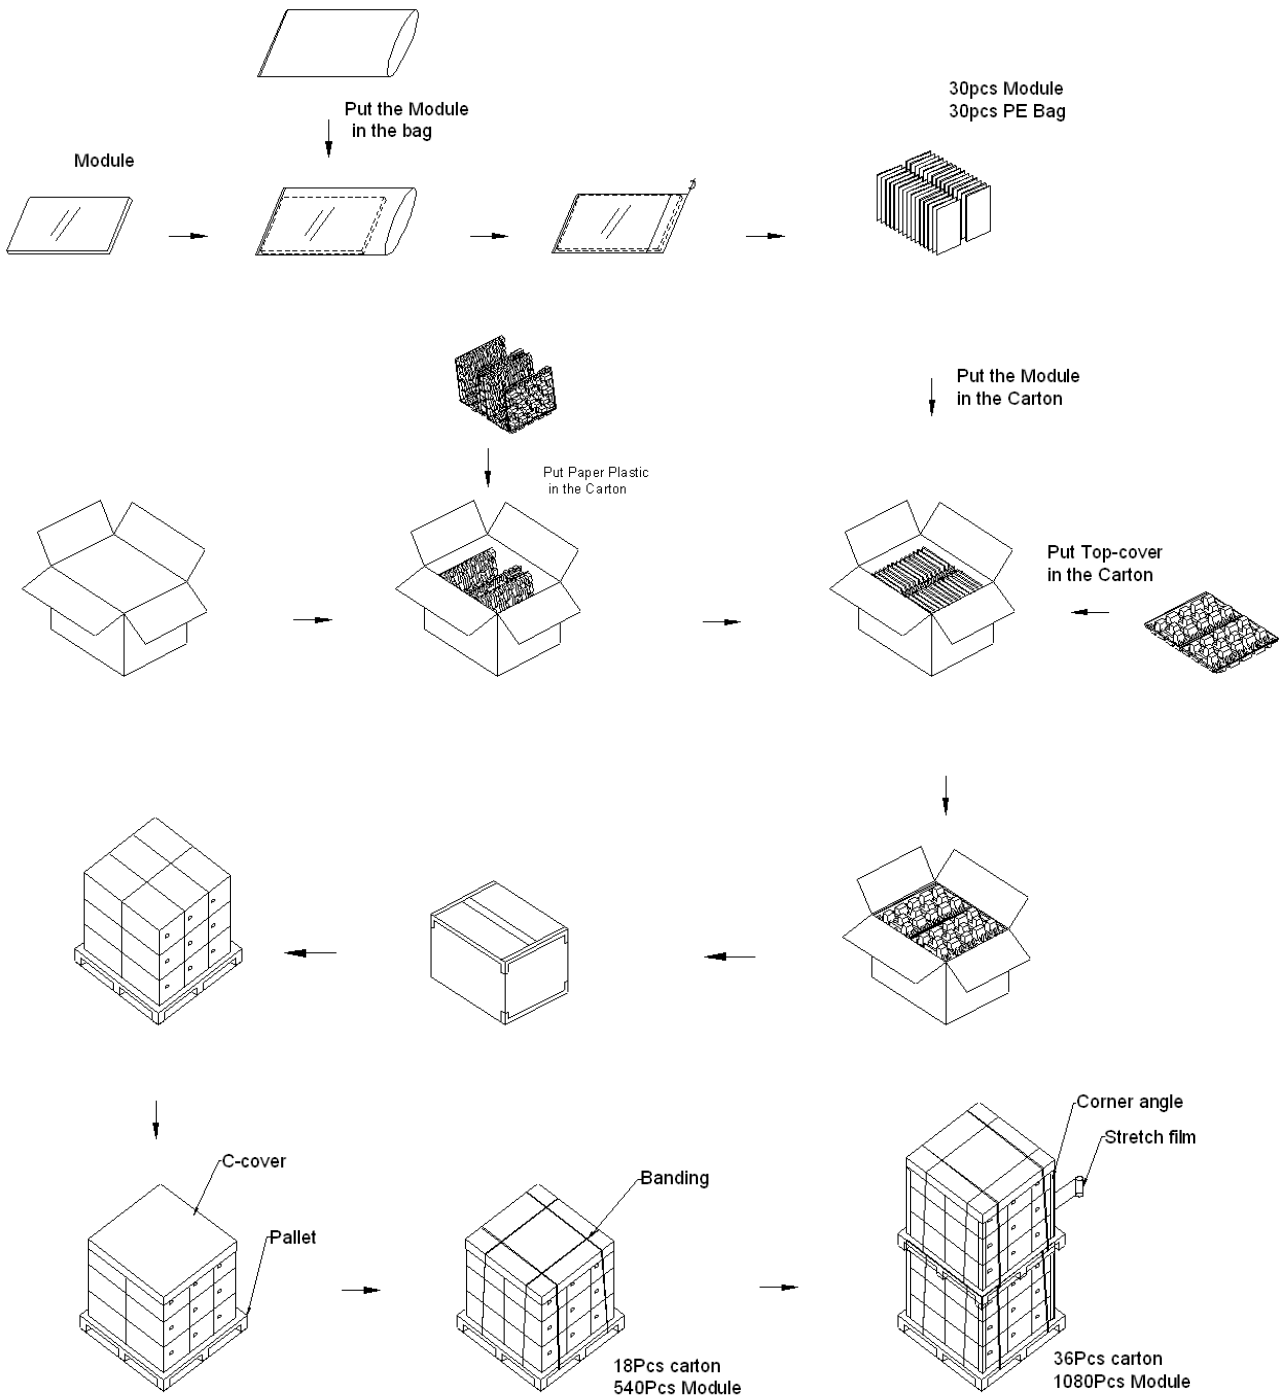 Put the Module
in the bag
30pcs Module
30pcs PE Bag
Module
Put the Module
in the Carton
Put Paper Plastic
in the Carton
Put Top-cover
in the Carton
Corner angle
Stretch film
C-cover
Banding
Pallet
18Pcs carton
540Pcs Module
36Pcs carton
1080Pcs Module